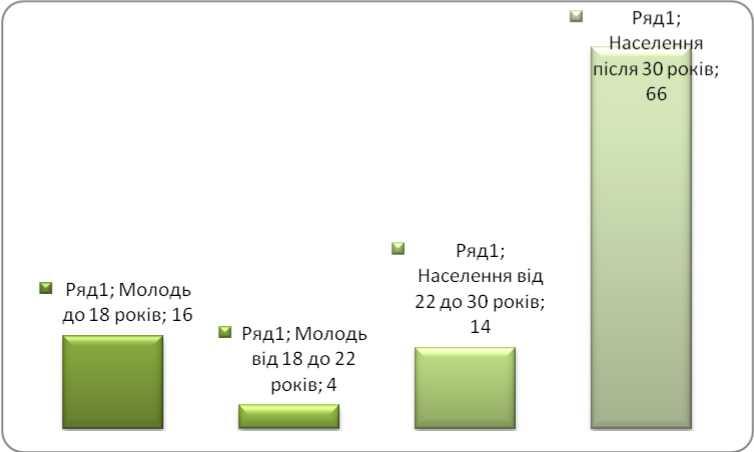 Ряд1; Молодь
до 18 років; 16
Ряд1; Молодь
від 18 до 22
років; 4
Ряд1;
Населення від
22 до 30 років;
14
Ряд1;
Населення
після 30 років;
66